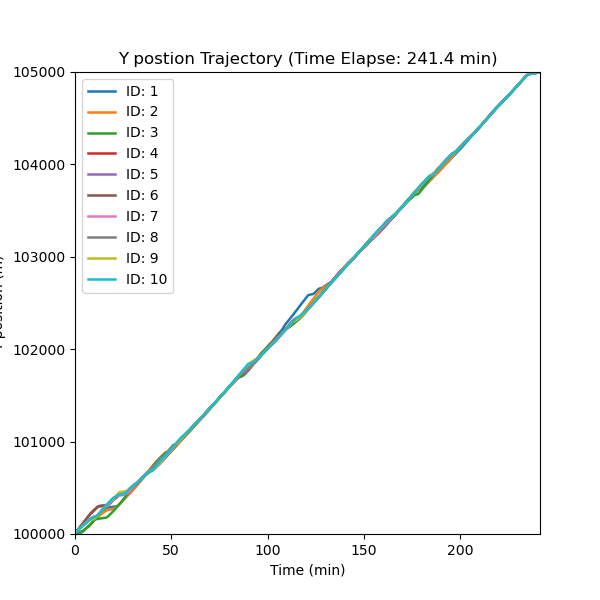 Y postion Trajectory (Time Elapse: 241.4 min)
105000
104000
103000
102000
101000
100000
ID: 1
ID: 2
ID: 3
ID: 4
ID: 5
ID: 6
ID: 7
ID: 8
ID: 9
ID: 10
0 50 100 150 200
Time (min)